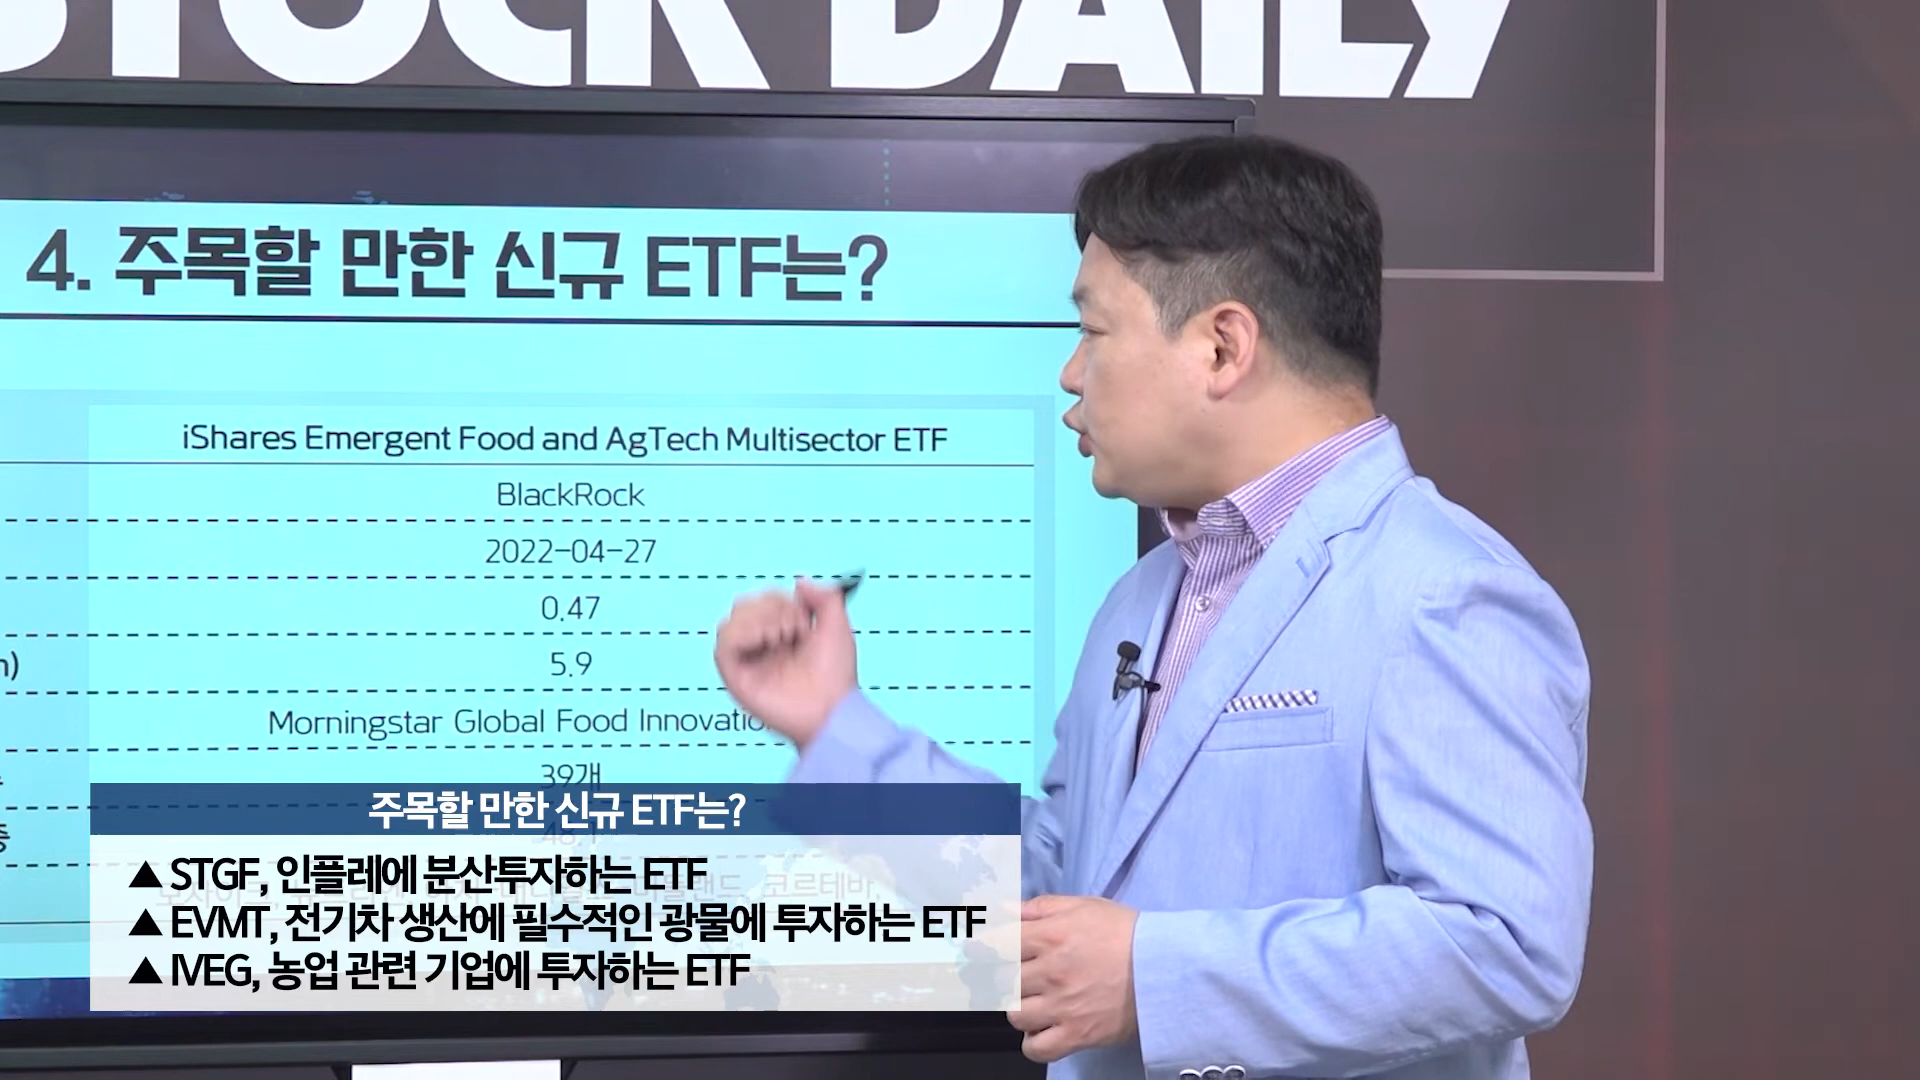 STOCK DAILY
4. 주목할 만한 신규 ETF는?
iShares Emergent Food and AgTech Multisector ETF
BlackRock
2022-04-27
0.47
5.9
Morningstar Global Food
39개
주목할 만한 신규 ETF는?
▲ STGF, 인플레에 분산투자하는 ETF
▲ EVMT, 전기차 생산에 필수적인 광물에 투자하는 ETF
▲ IVEG, 농업 관련 기업에 투자하는 ETF